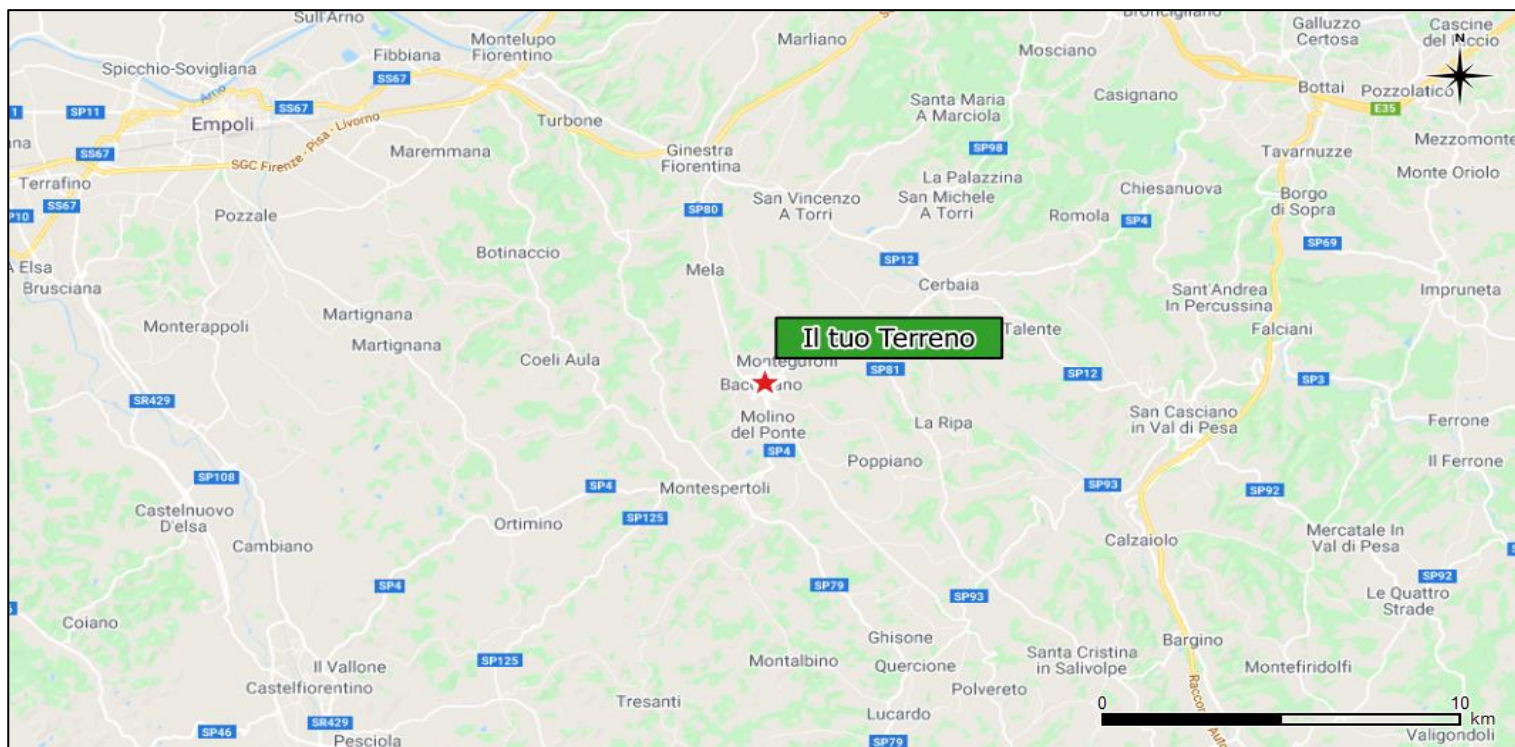 Sull'Arno
Fibbiana
Montelupo
Fiorentino
Marliano
Mosciano
Galluzzo
Certosa
Cascine
del Riccio
N
Spicchio-Sovigliana
SS67
Arno
SP11
SS67
Empoli
Turbone
Santa Maria
A Marciola
Casignano
Bottai
Pozzolatico
E35
SS67
SGC Firenze - Pisa - Livorno
Maremmana
Ginestra
Fiorentina
SP98
Tavarnuzze
Mezzomonte
Terrafino
SS67
La Palazzina
Monte Oriolo
SP10
Pozzale
SP80
San Vincenzo
A Torri
San Michele
A Torri
Chiesanuova
Romola
SP4
Borgo
di Sopra
SP69
Botinaccio
Mela
SP12
Cerbaia
A Elsa
Brusciana
Sant'Andrea
In Percussina
Impruneta
Monterappoli
Martignana
Martignana
Coeli Aula
Il tuo Terreno
Talente
Falciani
Montegufoni
SP81
SP12
SP3
SR429
Molino
del Ponte
La Ripa
San Casciano
in Val di Pesa
Ferrone
SP4
Poppiano
Il Ferrone
SP108
SP4
Montespertoli
SP93
SP92
Castelnuovo
D'elsa
Ortimino
SP125
Cambiano
Calzaiolo
Mercatale In
Val di Pesa
SP4
SP79
SP93
SP92
Le Quattro
Strade
Coiano
Ghisone
Santa Cristina
in Salivolpe
Bargino
SP125
Montalbino
Quercione
Montefiridolfi
Il Vallone
Castelfiorentino
Tresanti
Polvereto
Lucardo
SP46
SR429
Pesciola
SP79
0
10
km
Valigondoli